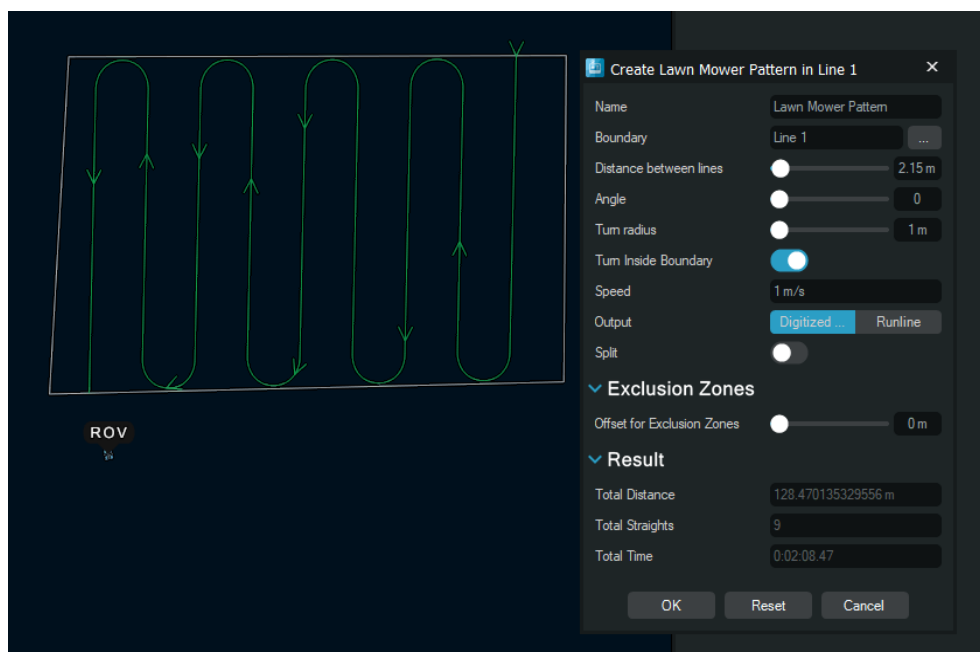 Create Lawn Mower Pattern in Line 1
Name Lawn Mower Pattern
Boundary Line 1 ...
Distance between lines 2.15 m
Angle 0
Turn radius 1 m
Turn Inside Boundary
Speed 1 m/s
Output Digitized ... Runline
Split
Exclusion Zones
Offset for Exclusion Zones 0 m
ROV
Result
Total Distance 128.470135329556 m
Total Straights 9
Total Time 0:02:08.47
OK Reset Cancel